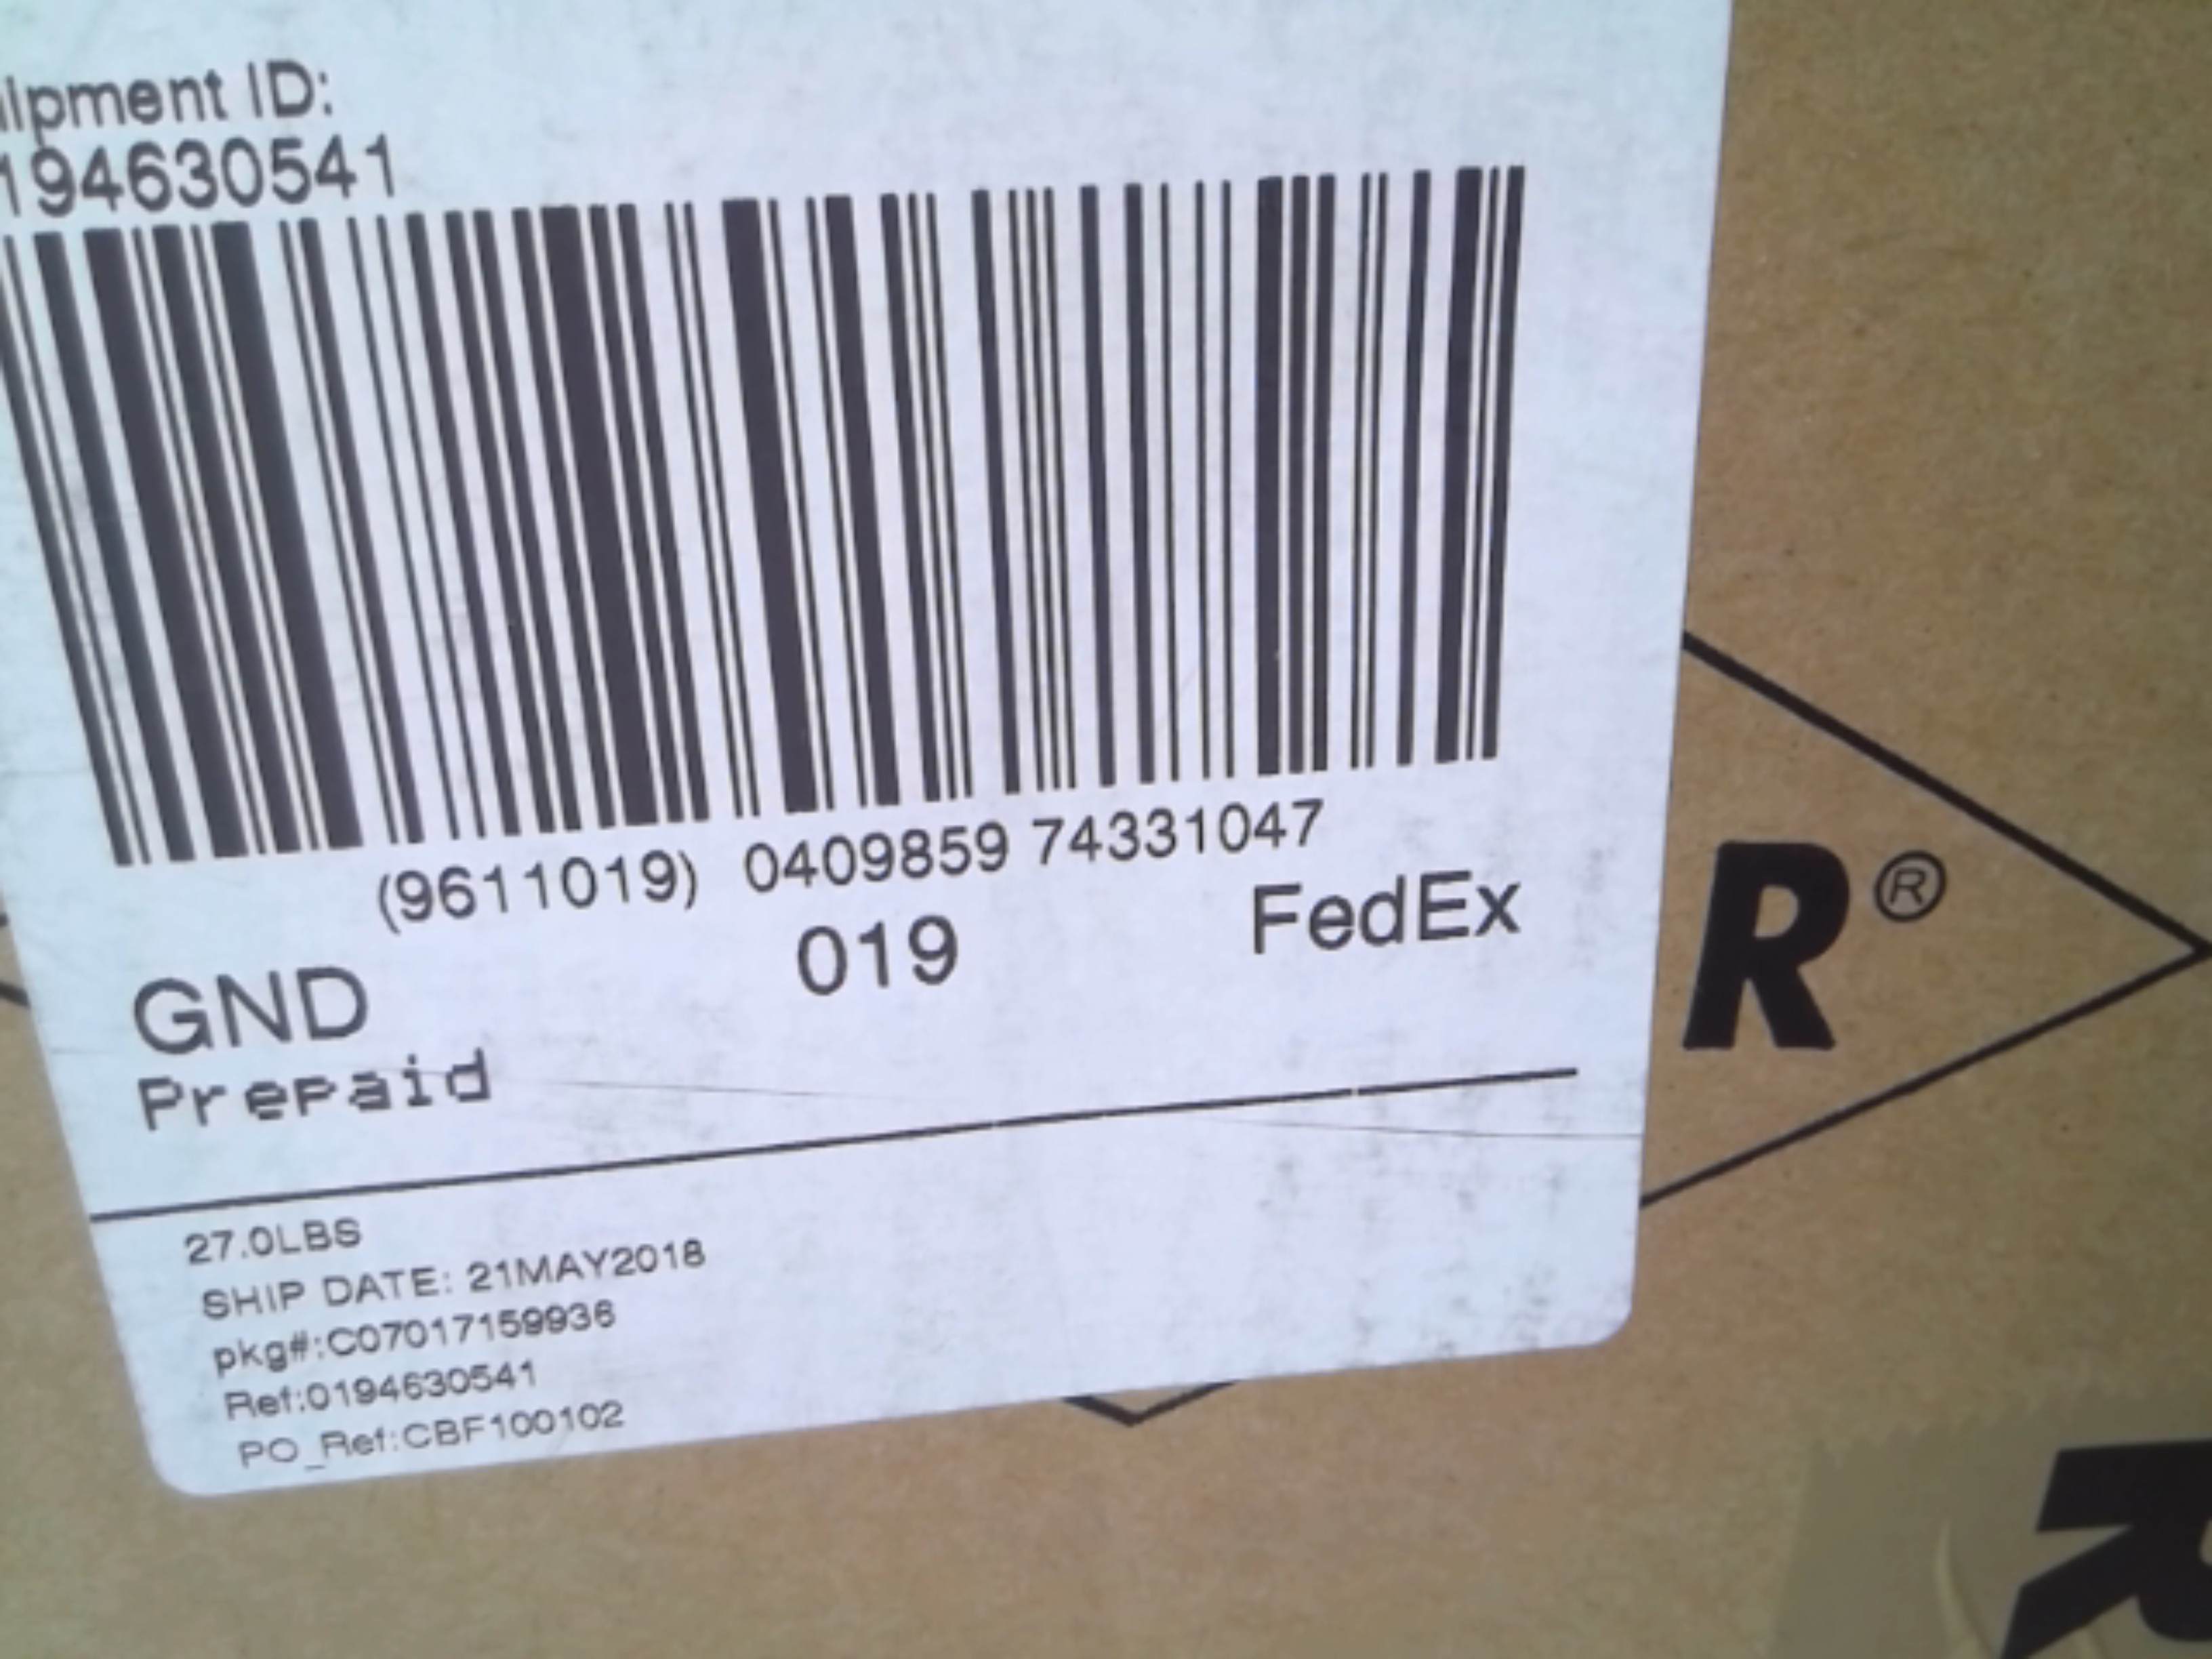 ipment ID:
194630541
(9611019) 0409859 74331047
019
FedEx
GND
Prepaid
27.0LBS
SHIP DATE: 21MAY2018
pkg#:C07017159936
Ref:0194630541
PO_Ref:CBF100102
R®
R